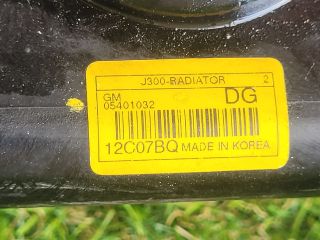 J300-RADIATOR 2
GM DG
05401032
12C07BQ MADE IN KOREA